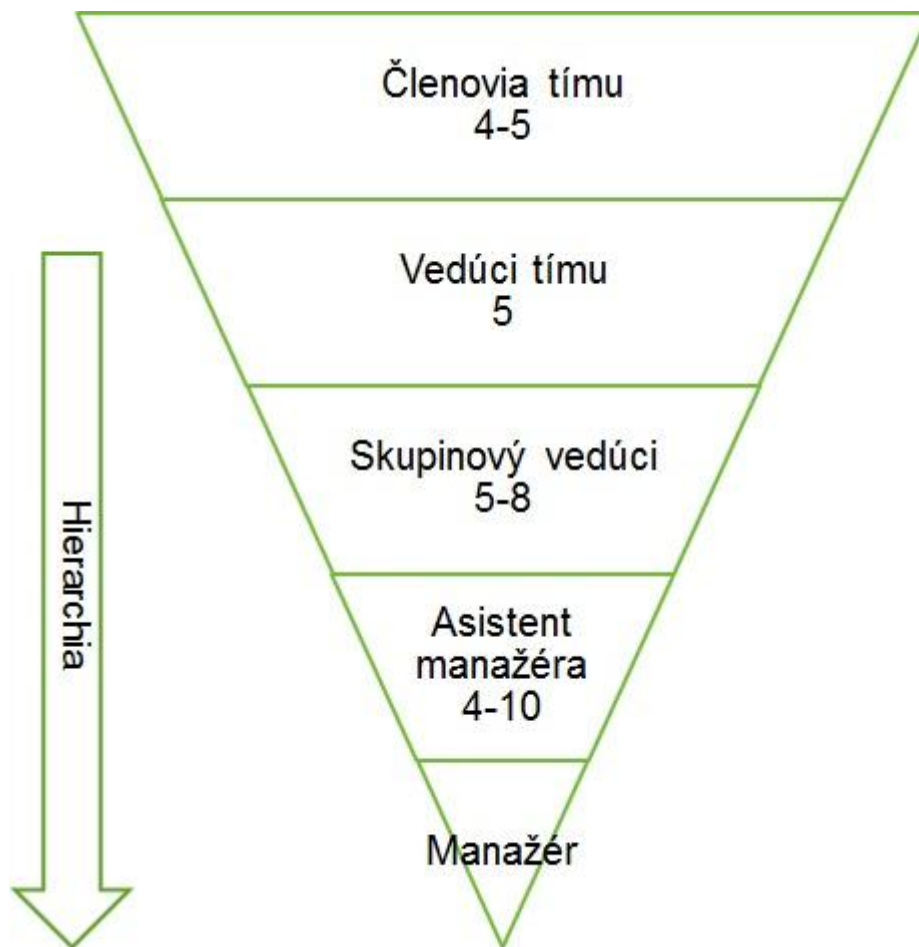 Členovia tímu
4-5
Vedúci tímu
5
Skupinový vedúci
5-8
Asistent
manažéra
4-10
Manažér
Hierarchia